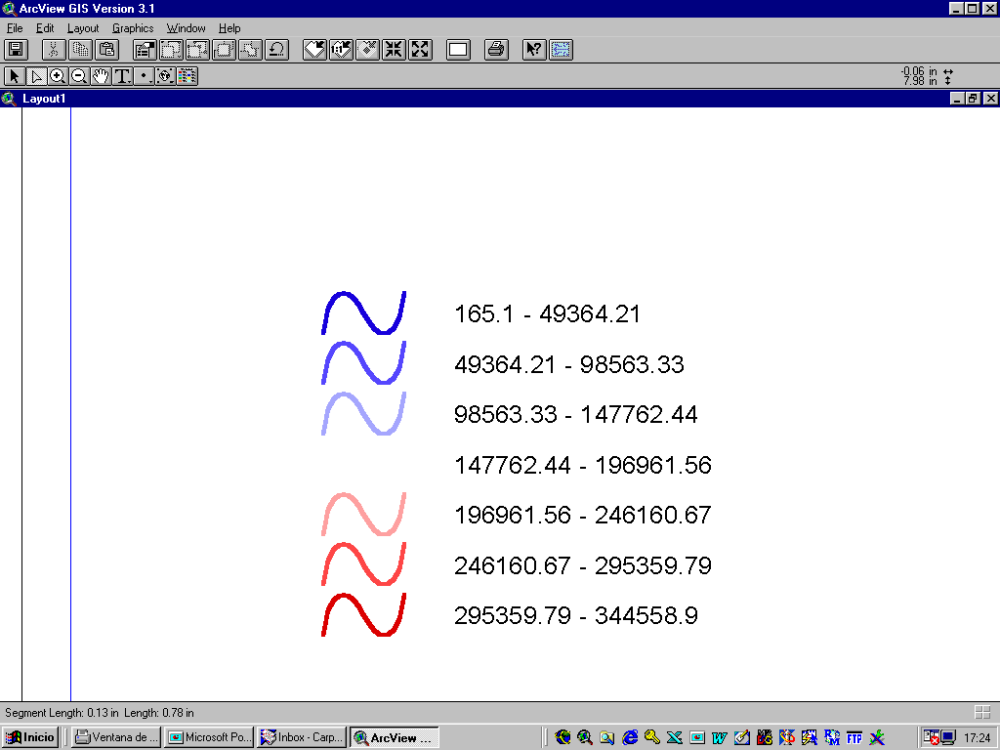 ArcView GIS Version 3.1
File Edit Layout Graphics Window Help
-0.06 in
7.98 in
Layout1
165.1 - 49364.21
49364.21 - 98563.33
98563.33 - 147762.44
147762.44 - 196961.56
196961.56 - 246160.67
246160.67 - 295359.79
295359.79 - 344558.9
Segment Length: 0.13 in Length: 0.78 in
Inicio Ventana de ... Microsoft Po... Inbox - Carp... ArcView ... FTP 17:24